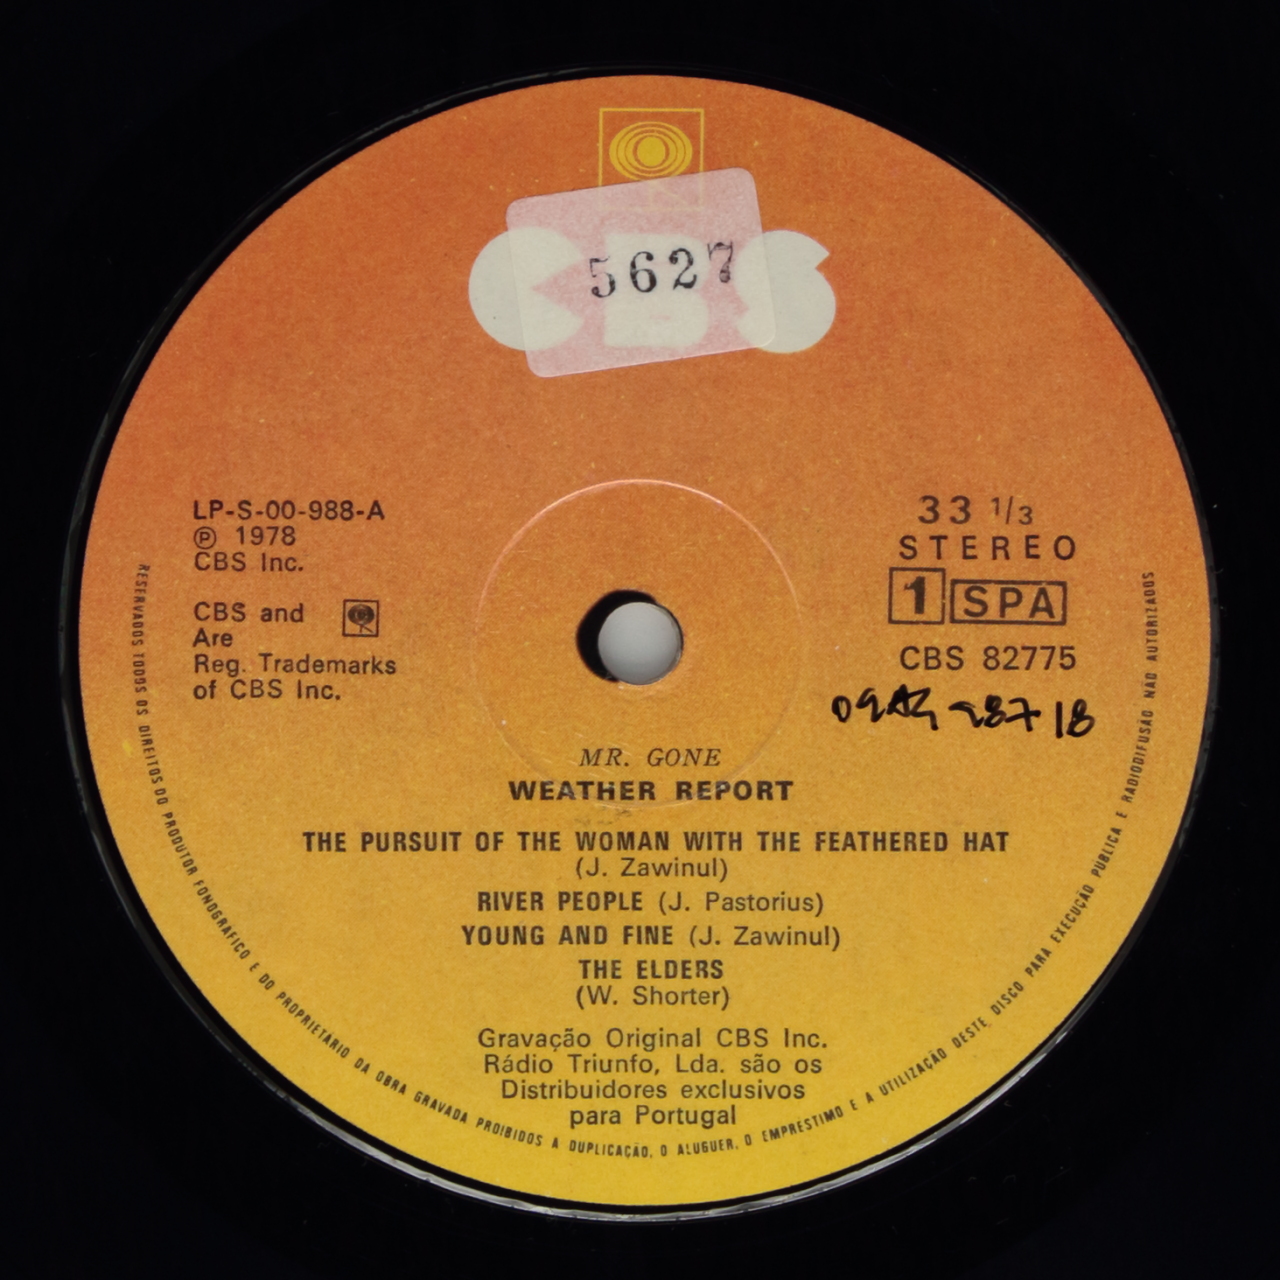 CBS
5627
LP-S-00-988-A
℗ 1978
CBS Inc.
CBS and
Are
Reg. Trademarks
of CBS Inc.
33 1/3
STEREO
1 SPA
CBS 82775
MR. GONE
WEATHER REPORT
THE PURSUIT OF THE WOMAN WITH THE FEATHERED HAT
(J. Zawinul)
RIVER PEOPLE (J. Pastorius)
YOUNG AND FINE (J. Zawinul)
THE ELDERS
(W. Shorter)
Gravação Original CBS Inc.
Rádio Triunfo, Lda. são os
Distribuidores exclusivos
para Portugal
RESERVADOS TODOS OS DIREITOS DO PRODUTOR FONOGRAFICO E DO PROPRIETARIO DA OBRA GRAVADA PROIBIDOS A DUPLICAÇÃO, O ALUGUER, O EMPRESTIMO E A UTILIZAÇÃO DESTE DISCO PARA EXECUÇÃO PUBLICA E RADIODIFUSÃO NÃO AUTORIZADOS